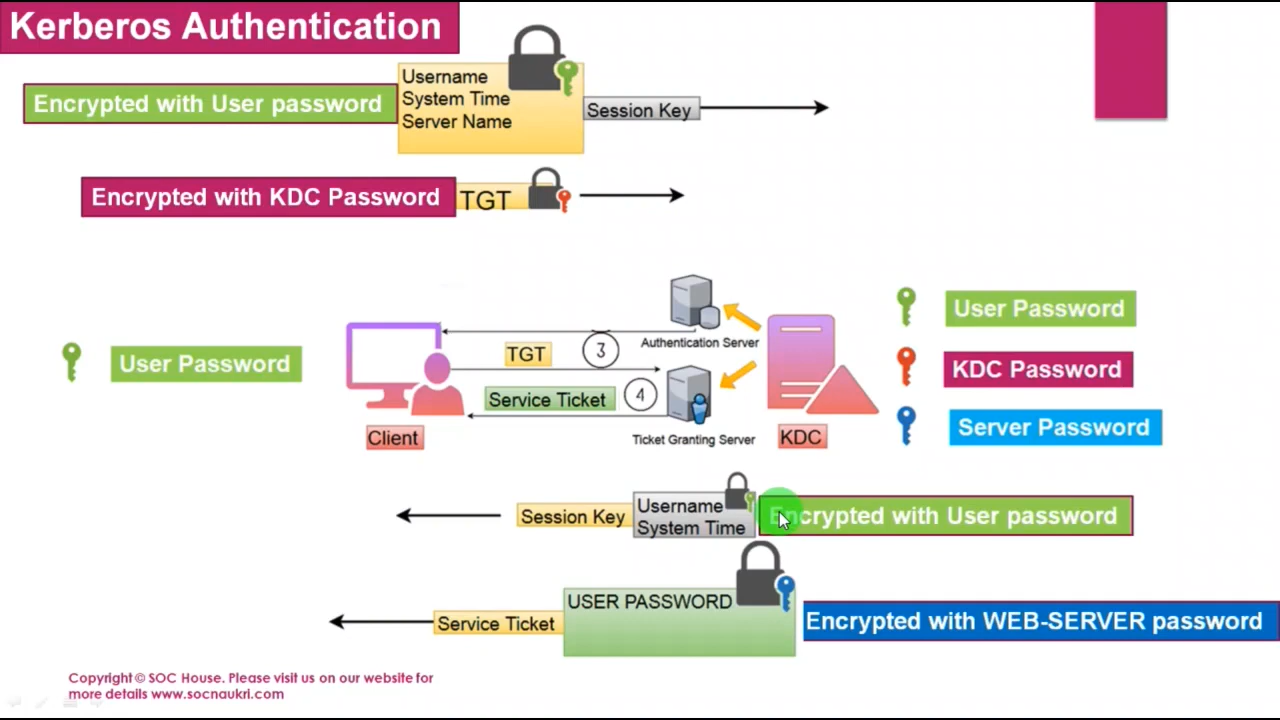 Kerberos Authentication
Encrypted with User password
Username
System Time
Server Name
Session Key
Encrypted with KDC Password
TGT
Authentication Server
User Password
TGT
3
User Password
KDC Password
Service Ticket
4
Client
Ticket Granting Server
KDC
Server Password
Session Key
Username
System Time
Encrypted with User password
Service Ticket
USER PASSWORD
Encrypted with WEB-SERVER password
Copyright © SOC House. Please visit us on our website for
more details www.socnaukri.com